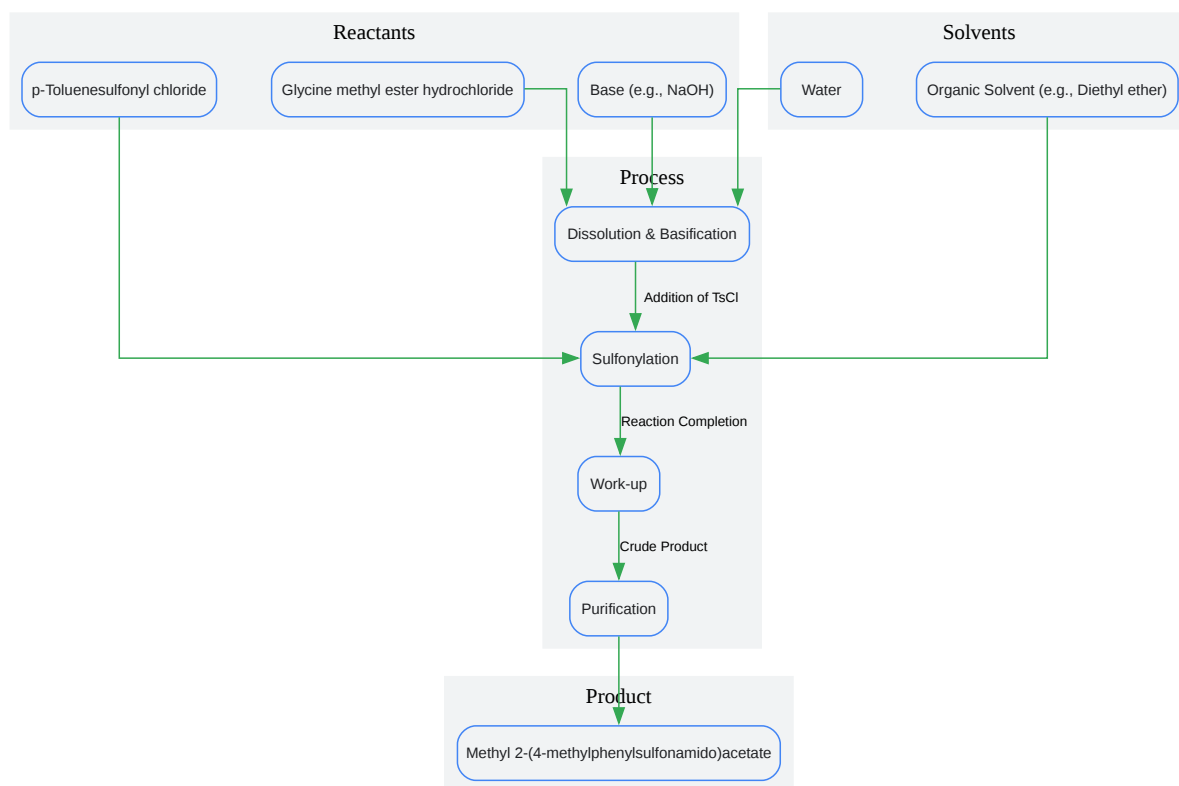 Reactants
Solvents
p-Toluenesulfonyl chloride
Glycine methyl ester hydrochloride
Base (e.g., NaOH)
Water
Organic Solvent (e.g., Diethyl ether)
Process
Dissolution & Basification
Addition of TsCl
Sulfonylation
Reaction Completion
Work-up
Crude Product
Purification
Product
Methyl 2-(4-methylphenylsulfonamido)acetate